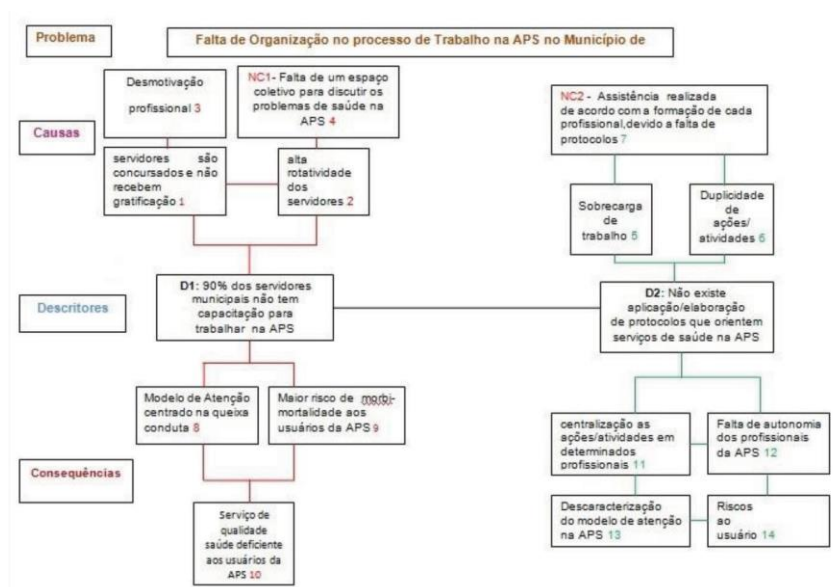 Problema
Falta de Organização no processo de Trabalho na APS no Município de
Causas
Desmotivação
profissional 3
NC1- Falta de um espaço
coletivo para discutir os
problemas de saúde na
APS 4
NC2 - Assistência realizada
de acordo com a formação de cada
profissional,devido a falta de
protocolos 7
servidores são
concursados e não
recebem
gratificação 1
alta
rotatividade
dos
servidores 2
Sobrecarga
de
trabalho 5
Duplicidade
de
ações/
atividades 6
Descritores
D1: 90% dos servidores
municipais não tem
capacitação para
trabalhar na APS
D2: Não existe
aplicação/elaboração
de protocolos que orientem
serviços de saúde na APS
Consequências
Modelo de Atenção
centrado na queixa
conduta 8
Maior risco de morbi-
mortalidade aos
usuários da APS 9
centralização as
ações/atividades em
determinados
profissionais 11
Falta de autonomia
dos profissionais
da APS 12
Serviço de
qualidade
saúde deficiente
aos usuários da
APS 10
Descaracterização
do modelo de atenção
na APS 13
Riscos
ao
usuário 14